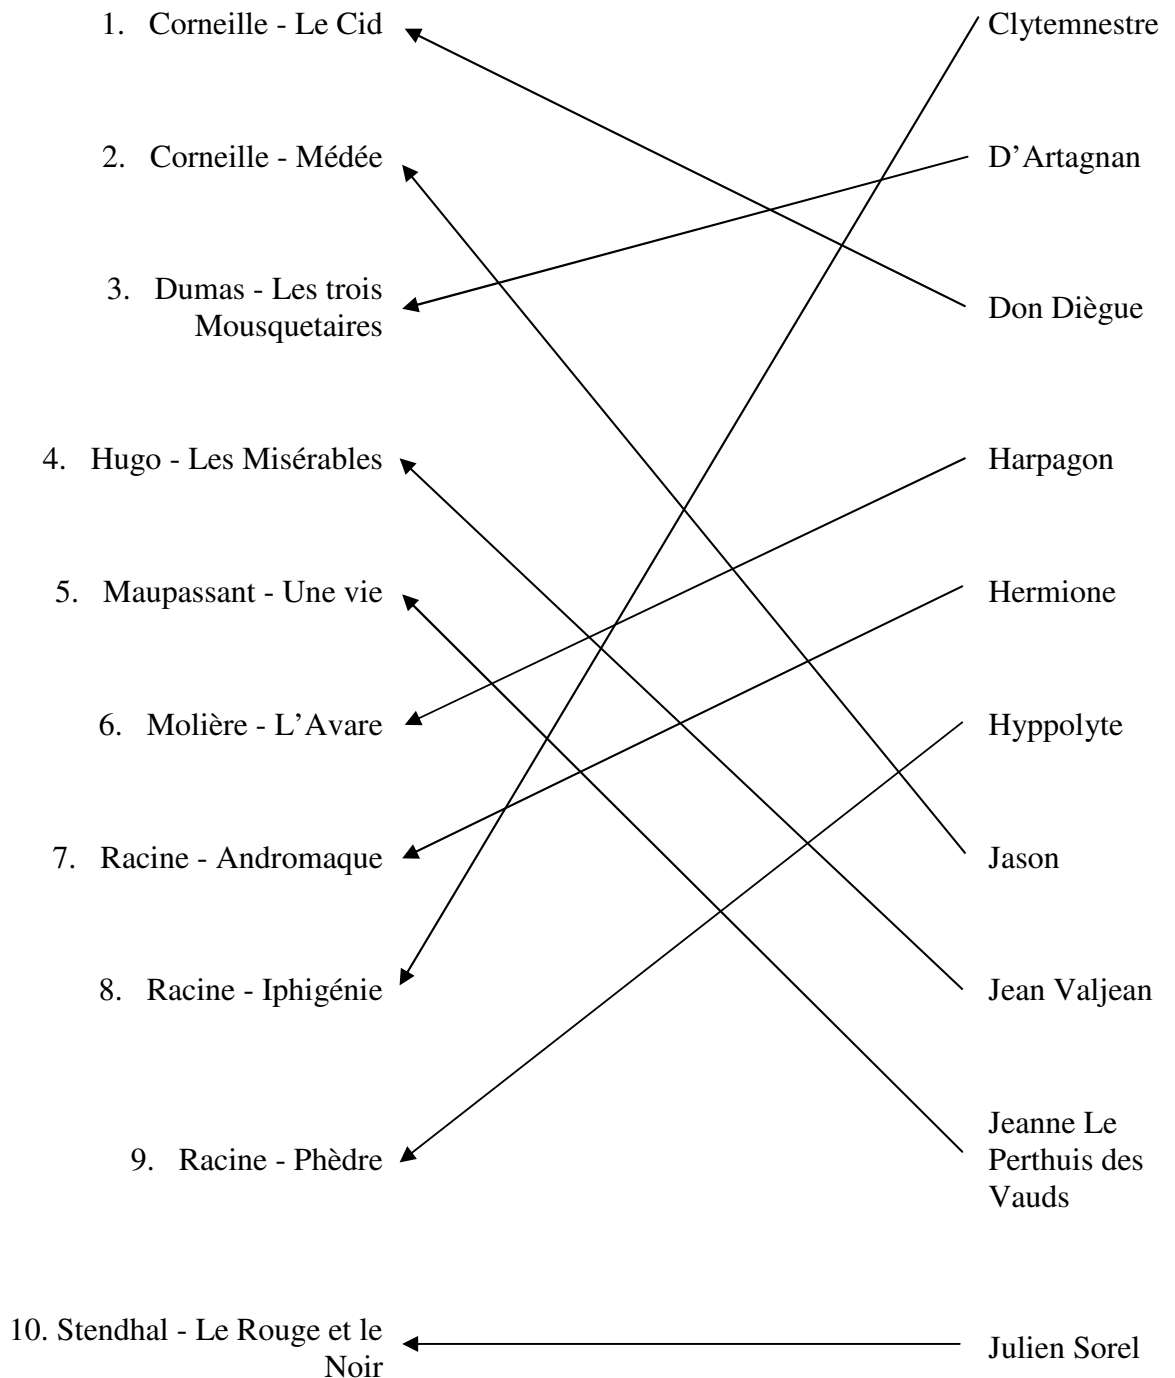 1. Corneille - Le Cid
Clytemnestre
2. Corneille - Médée
D’Artagnan
3. Dumas - Les trois
Mousquetaires
Don Diègue
4. Hugo - Les Misérables
Harpagon
5. Maupassant - Une vie
Hermione
6. Molière - L’Avare
Hyppolyte
7. Racine - Andromaque
Jason
8. Racine - Iphigénie
Jean Valjean
9. Racine - Phèdre
Jeanne Le
Perthuis des
Vauds
10. Stendhal - Le Rouge et le
Noir
Julien Sorel